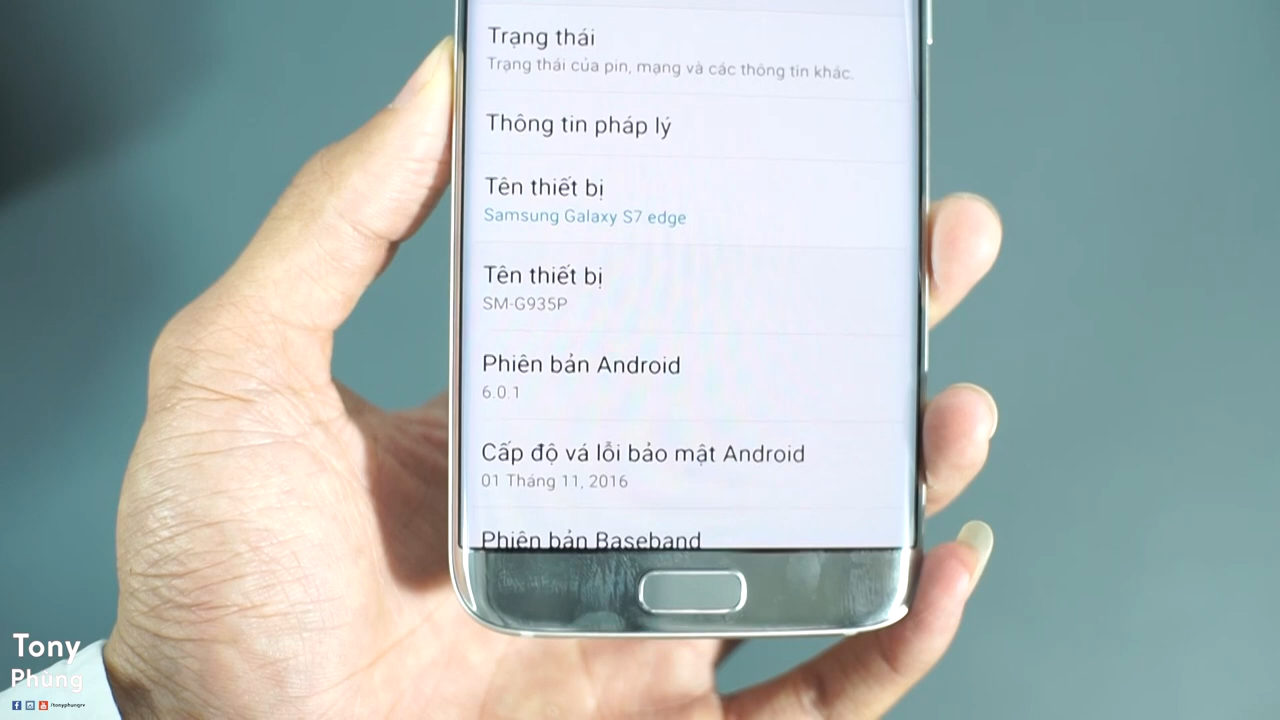 Trạng thái
Trạng thái của pin, mạng và các thông tin khác.
Thông tin pháp lý
Tên thiết bị
Samsung Galaxy S7 edge
Tên thiết bị
SM-G935P
Phiên bản Android
6.0.1
Cấp độ vá lỗi bảo mật Android
01 Tháng 11, 2016
Phiên bản Baseband
Tony
Phùng
/tonyphungtv